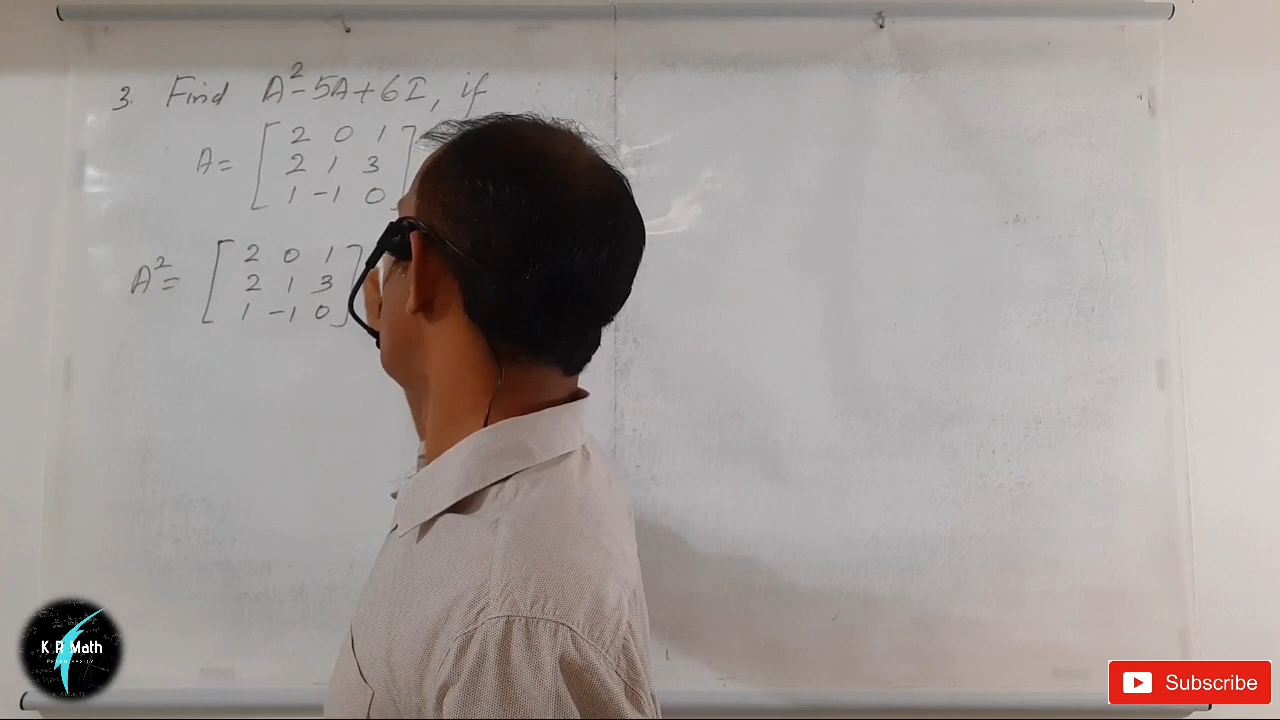 3. Find A²-5A+6I, if
A = [ 2 0 1 ]
2 1 3
1 -1 0
A² = [ 2 0 1 ]
2 1 3
1 -1 0
K R Math
Subscribe